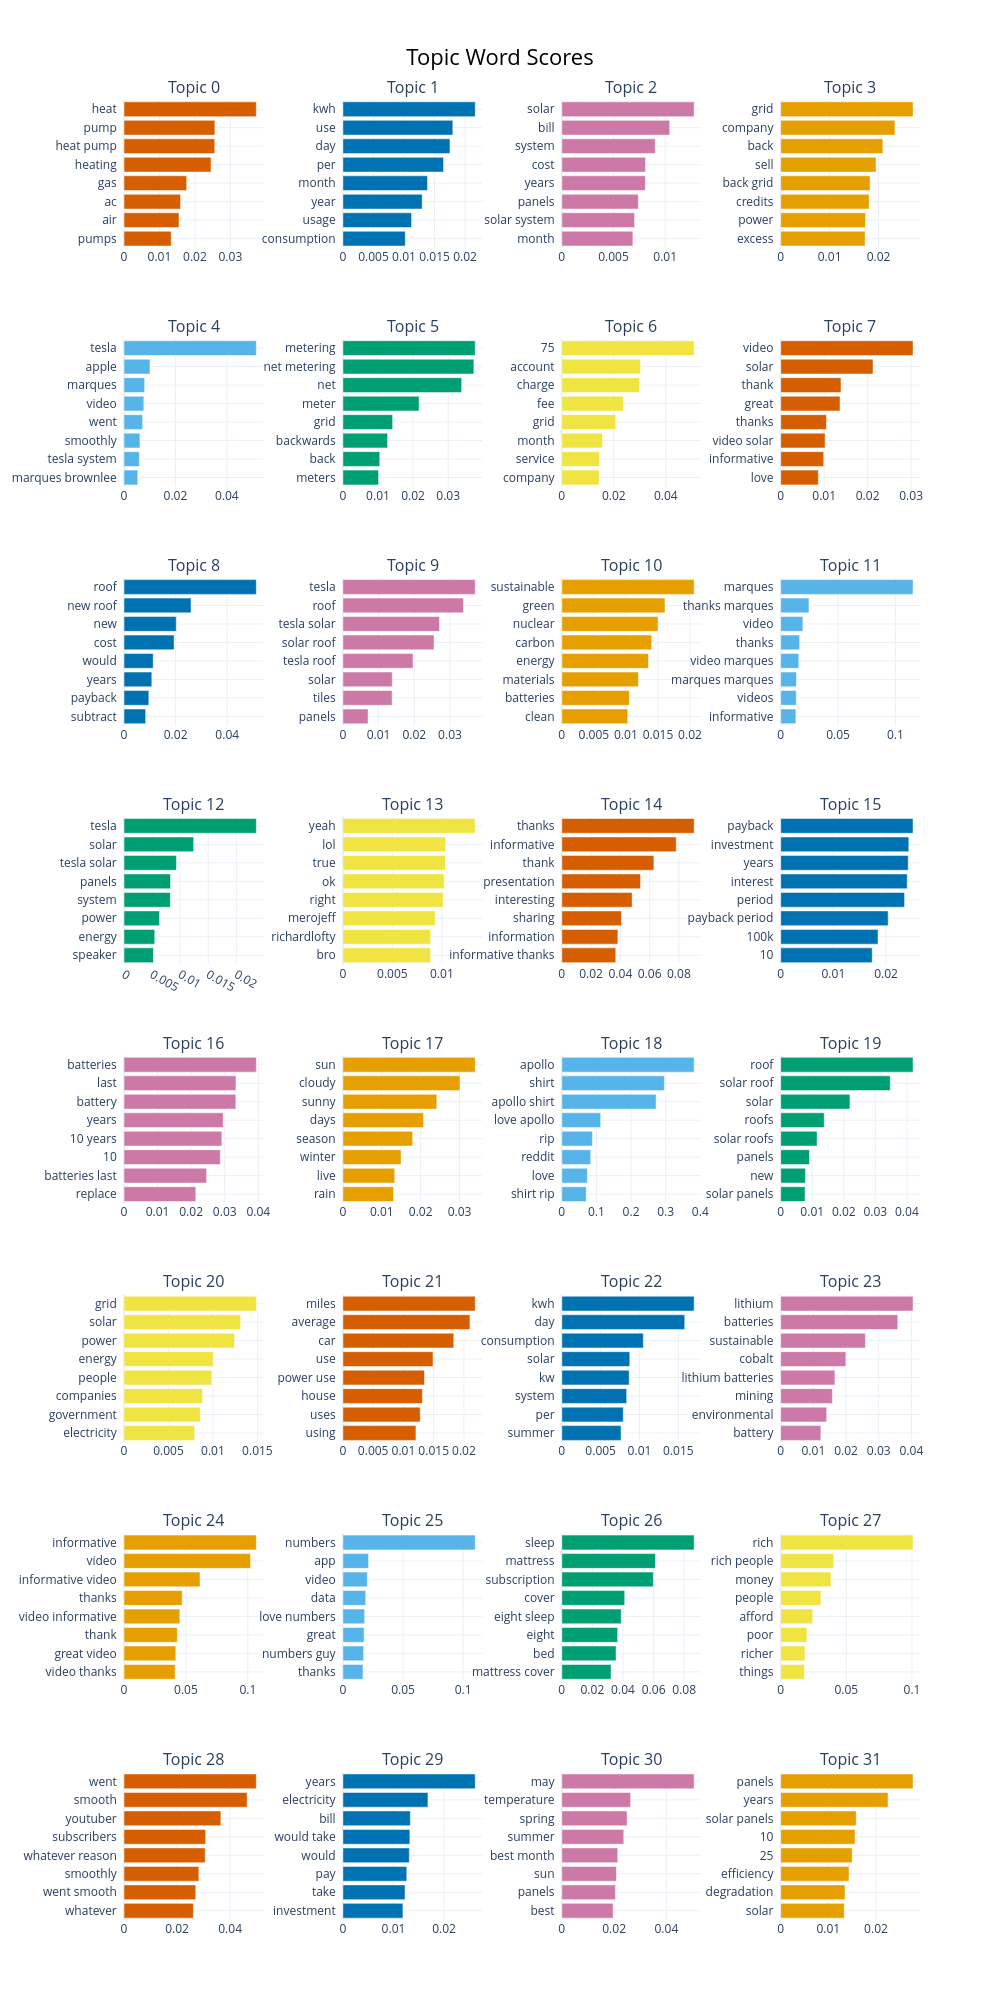 Topic Word Scores
Topic 0
heat
pump
heat pump
heating
gas
ac
air
pumps
0 0.01 0.02 0.03
Topic 1
kwh
use
day
per
month
year
usage
consumption
0 0.005 0.01 0.015 0.02
Topic 2
solar
bill
system
cost
years
panels
solar system
month
0 0.005 0.01
Topic 3
grid
company
back
sell
back grid
credits
power
excess
0 0.01 0.02
Topic 4
tesla
apple
marques
video
went
smoothly
tesla system
marques brownlee
0 0.02 0.04
Topic 5
metering
net metering
net
meter
grid
backwards
back
meters
0 0.01 0.02 0.03
Topic 6
75
account
charge
fee
grid
month
service
company
0 0.02 0.04
Topic 7
video
solar
thank
great
thanks
video solar
informative
love
0 0.01 0.02 0.03
Topic 8
roof
new roof
new
cost
would
years
payback
subtract
0 0.02 0.04
Topic 9
tesla
roof
tesla solar
solar roof
tesla roof
solar
tiles
panels
0 0.01 0.02 0.03
Topic 10
sustainable
green
nuclear
carbon
energy
materials
batteries
clean
0 0.005 0.01 0.015 0.02
Topic 11
marques
thanks marques
video
thanks
video marques
marques marques
videos
informative
0 0.05 0.1
Topic 12
tesla
solar
tesla solar
panels
system
power
energy
speaker
0 0.005 0.01 0.015 0.02
Topic 13
yeah
lol
true
ok
right
merojeff
richardlofty
bro
0 0.005 0.01
Topic 14
thanks
informative
thank
presentation
interesting
sharing
information
informative thanks
0 0.02 0.04 0.06 0.08
Topic 15
payback
investment
years
interest
period
payback period
100k
10
0 0.01 0.02
Topic 16
batteries
last
battery
years
10 years
10
batteries last
replace
0 0.01 0.02 0.03 0.04
Topic 17
sun
cloudy
sunny
days
season
winter
live
rain
0 0.01 0.02 0.03
Topic 18
apollo
shirt
apollo shirt
love apollo
rip
reddit
love
shirt rip
0 0.1 0.2 0.3 0.4
Topic 19
roof
solar roof
solar
roofs
solar roofs
panels
new
solar panels
0 0.01 0.02 0.03 0.04
Topic 20
grid
solar
power
energy
people
companies
government
electricity
0 0.005 0.01 0.015
Topic 21
miles
average
car
use
power use
house
uses
using
0 0.005 0.01 0.015 0.02
Topic 22
kwh
day
consumption
solar
kw
system
per
summer
0 0.005 0.01 0.015
Topic 23
lithium
batteries
sustainable
cobalt
lithium batteries
mining
environmental
battery
0 0.01 0.02 0.03 0.04
Topic 24
informative
video
informative video
thanks
video informative
thank
great video
video thanks
0 0.05 0.1
Topic 25
numbers
app
video
data
love numbers
great
numbers guy
thanks
0 0.05 0.1
Topic 26
sleep
mattress
subscription
cover
eight sleep
eight
bed
mattress cover
0 0.02 0.04 0.06 0.08
Topic 27
rich
rich people
money
people
afford
poor
richer
things
0 0.05 0.1
Topic 28
went
smooth
youtuber
subscribers
whatever reason
smoothly
went smooth
whatever
0 0.02 0.04
Topic 29
years
electricity
bill
would take
would
pay
take
investment
0 0.01 0.02
Topic 30
may
temperature
spring
summer
best month
sun
panels
best
0 0.02 0.04
Topic 31
panels
years
solar panels
10
25
efficiency
degradation
solar
0 0.01 0.02